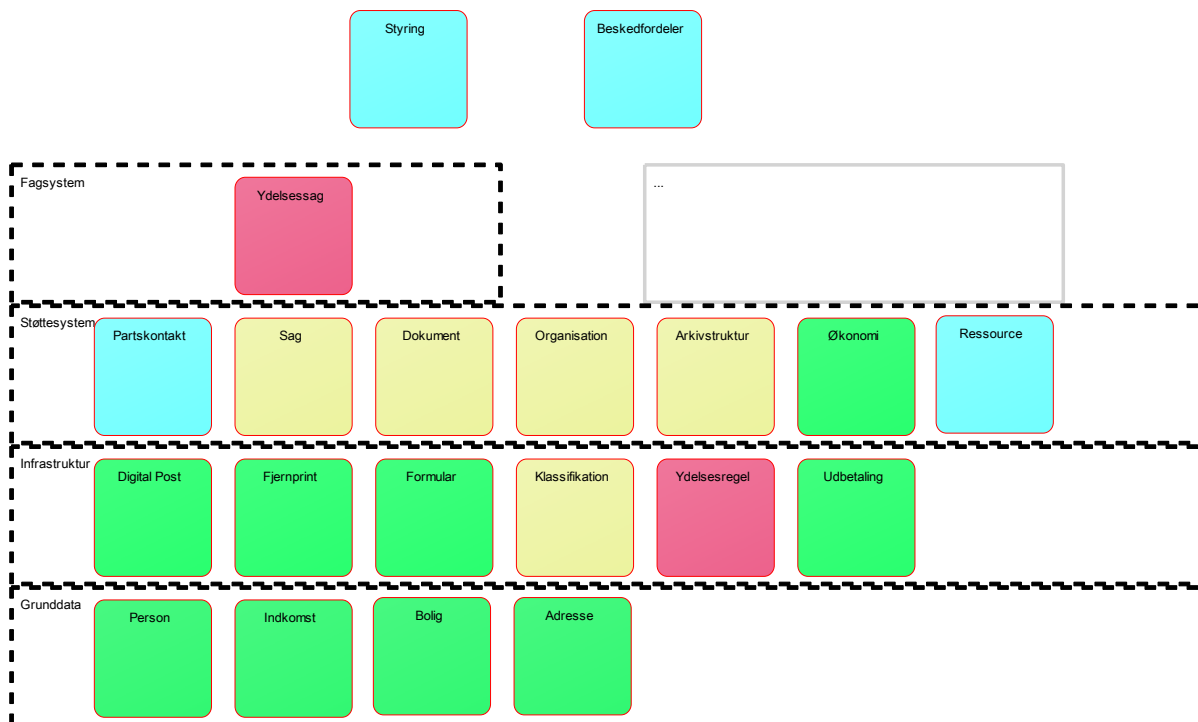 Styring
Beskedfordeler
Fagsystem
Ydelsessag
...
Støttesystem
Partskontakt
Sag
Dokument
Organisation
Arkivstruktur
Økonomi
Ressource
Infrastruktur
Digital Post
Fjernprint
Formular
Klassifikation
Ydelsesregel
Udbetaling
Grunddata
Person
Indkomst
Bolig
Adresse